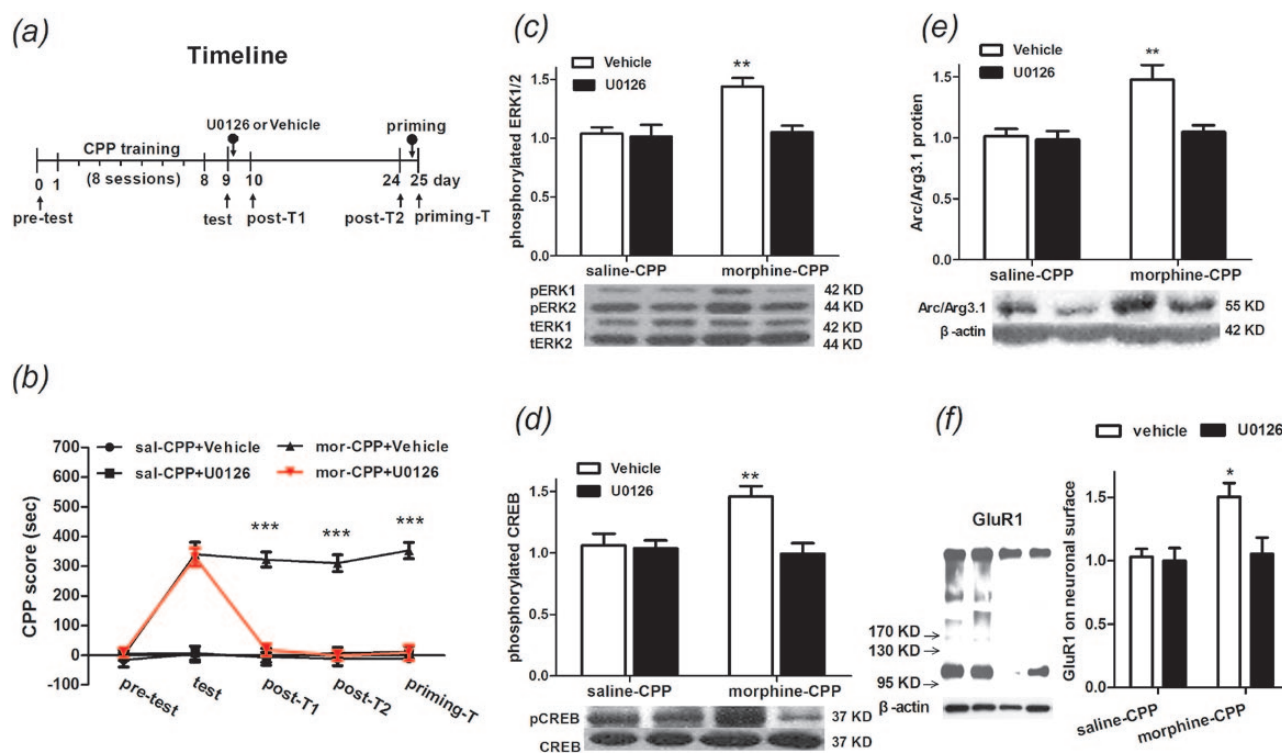 (a)
Timeline
U0126 or Vehicle
priming
CPP training
(8 sessions)
0 1 8 9 10 24 25 day
pre-test
test
post-T1
post-T2
priming-T
(b)
sal-CPP+Vehicle
mor-CPP+Vehicle
sal-CPP+U0126
mor-CPP+U0126
CPP score (sec)
700
600
500
400
300
200
100
0
-100
*** *** ***
pre-test
test
post-T1
post-T2
priming-T
(c)
Vehicle
U0126
**
phosphorylated ERK1/2
1.5
1.0
0.5
0.0
saline-CPP morphine-CPP
pERK1 42 KD
pERK2 44 KD
tERK1 42 KD
tERK2 44 KD
(d)
Vehicle
U0126
**
phosphorylated CREB
1.5
1.0
0.5
0.0
saline-CPP morphine-CPP
pCREB 37 KD
CREB 37 KD
(e)
Vehicle
U0126
**
Arc/Arg3.1 protien
1.5
1.0
0.5
0.0
saline-CPP morphine-CPP
Arc/Arg3.1 55 KD
β-actin 42 KD
(f)
vehicle U0126
GluR1
170 KD
130 KD
95 KD
β-actin
*
GluR1 on neuronal surface
1.5
1.0
0.5
0.0
saline-CPP
morphine-CPP